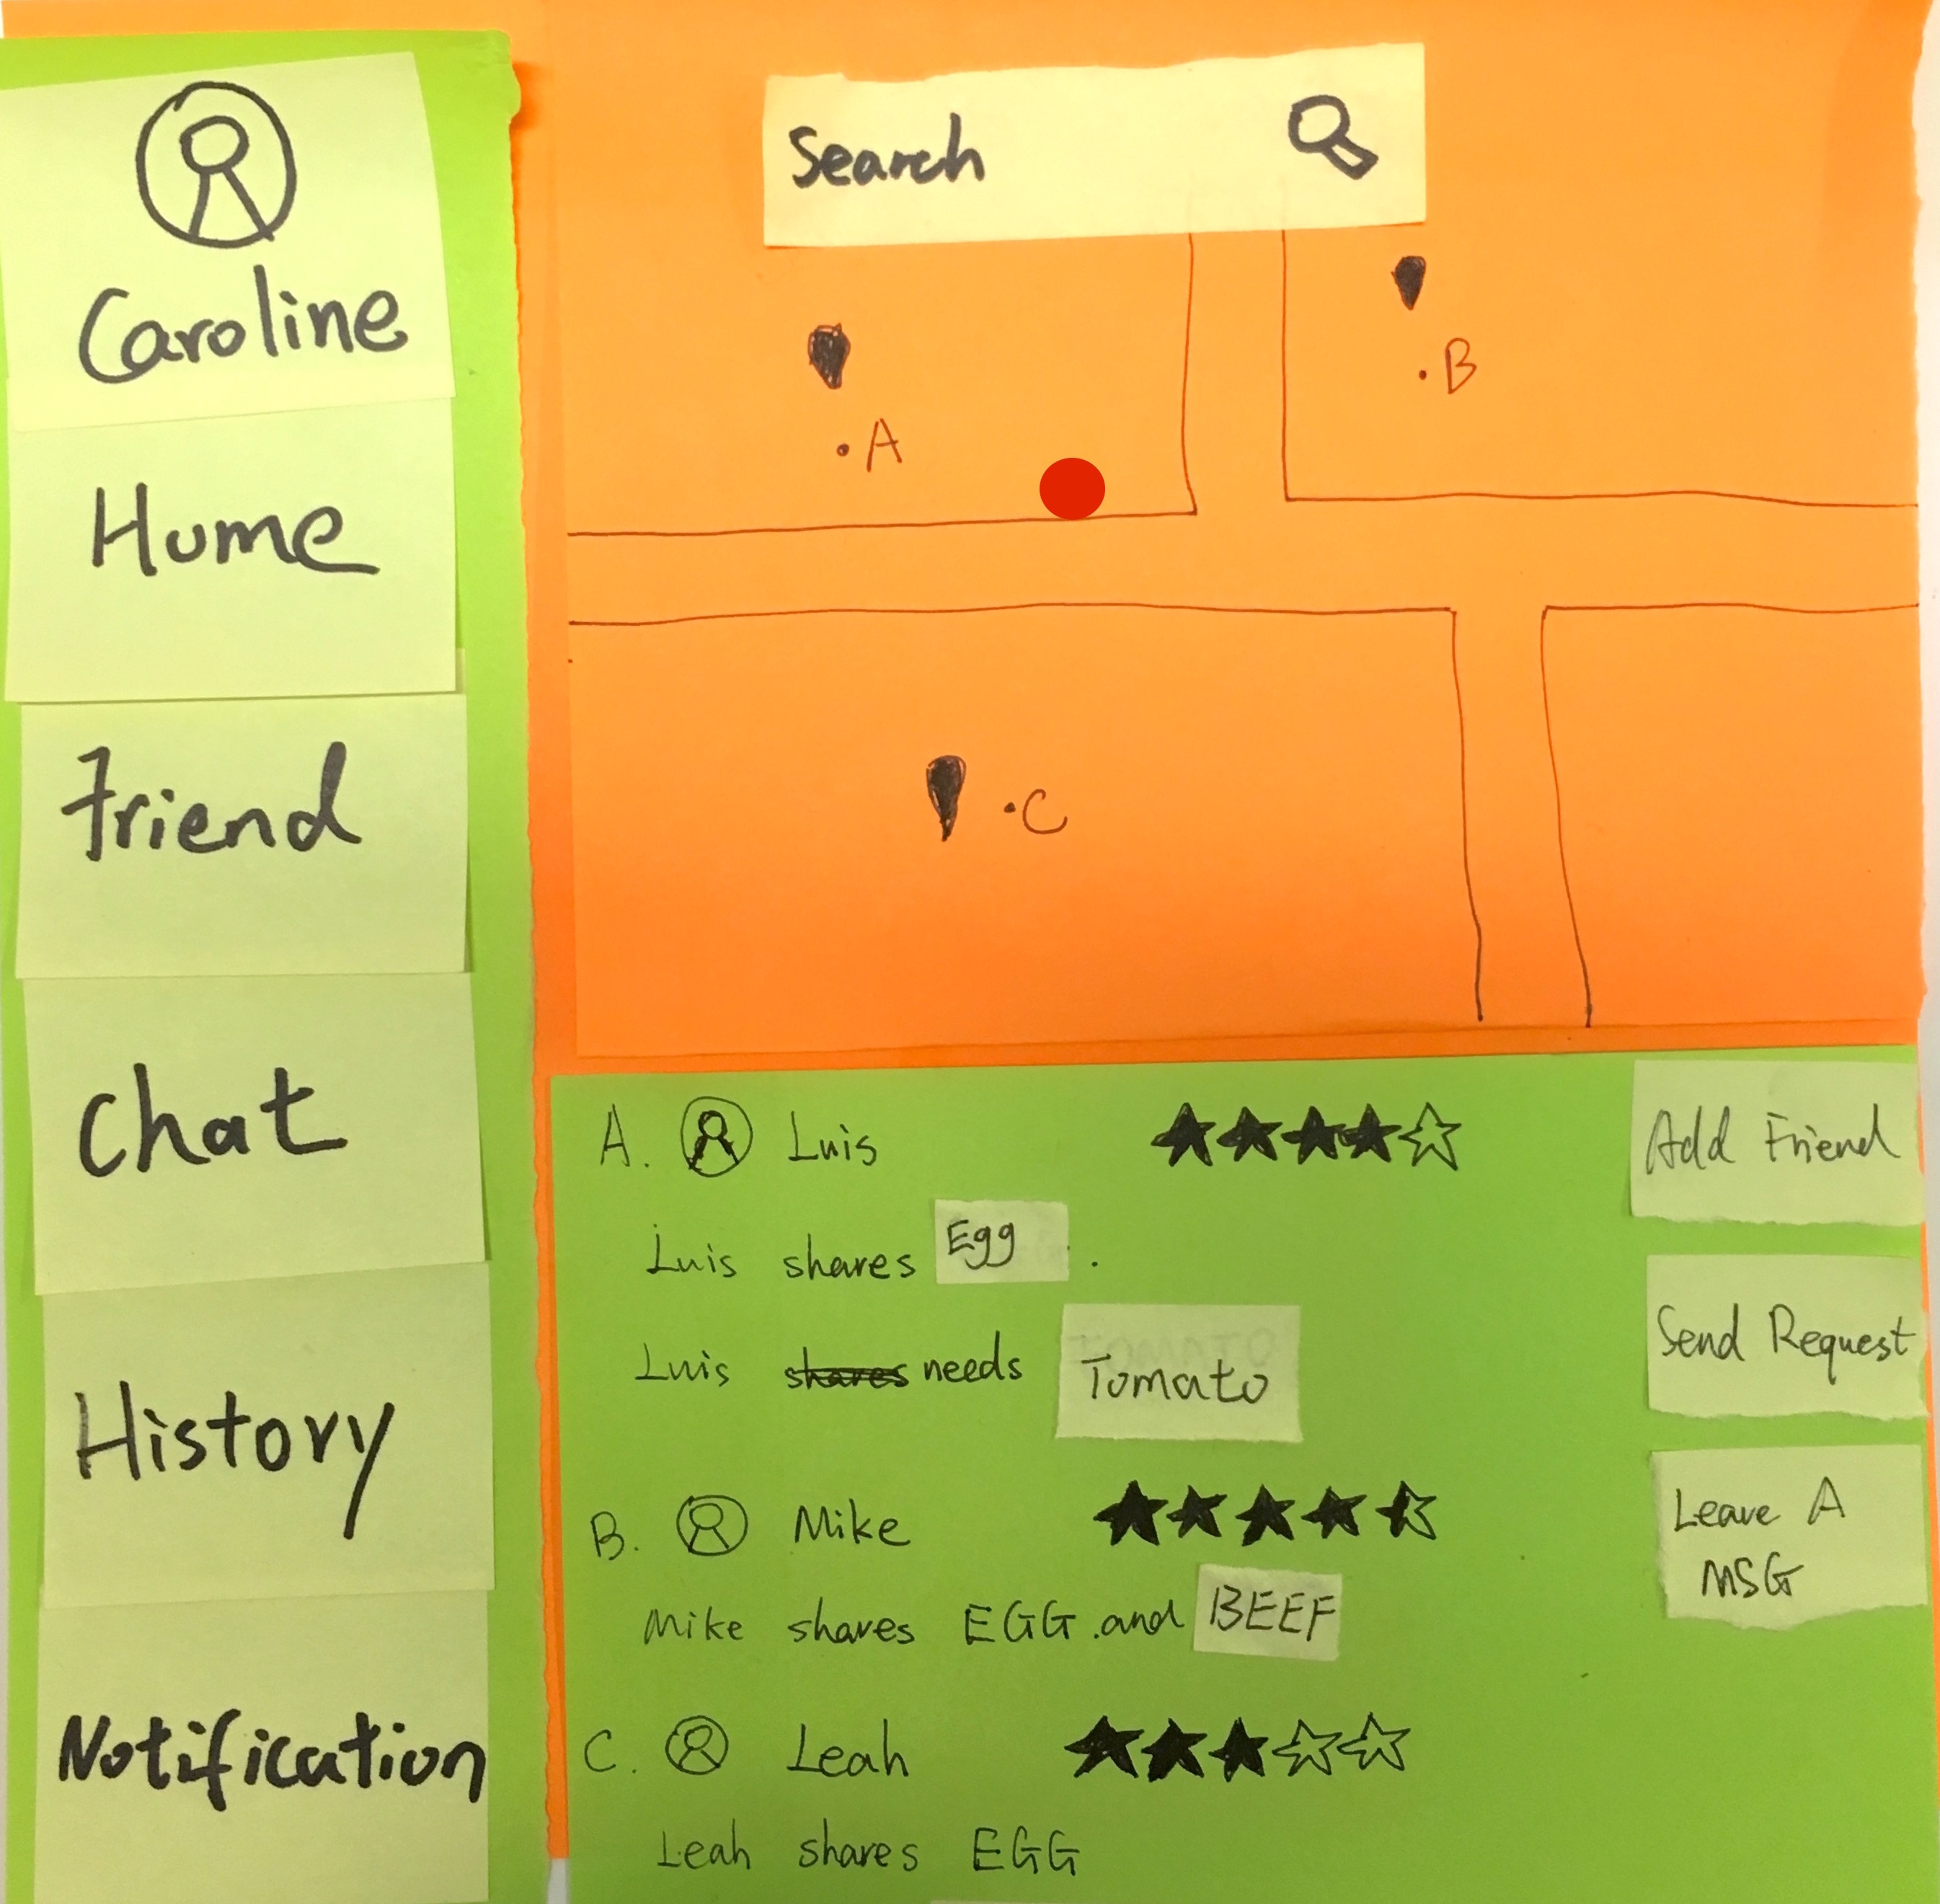 Caroline
Home
Friend
Chat
History
Notification
Search
A
B
C
A. Luis
Luis shares Egg .
Luis shares needs Tomato
B. Mike
Mike shares EGG and BEEF
C. Leah
Leah shares EGG
Add Friend
Send Request
Leave A
MSG